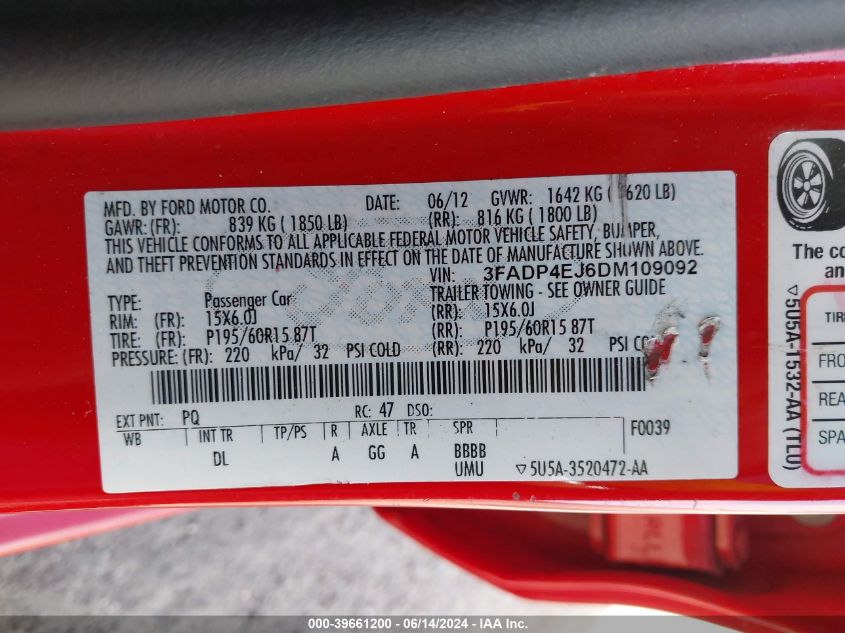 MFD. BY FORD MOTOR CO. DATE: 06/12 GVWR: 1642 KG ( 620 LB)
GAWR: (FR): 839 KG ( 1850 LB) (RR): 816 KG ( 1800 LB)
THIS VEHICLE CONFORMS TO ALL APPLICABLE FEDERAL MOTOR VEHICLE SAFETY, BUMPER,
AND THEFT PREVENTION STANDARDS IN EFFECT ON THE DATE OF MANUFACTURE SHOWN ABOVE.
VIN: 3FADP4EJ6DM109092
TYPE: Passenger Car TRAILER TOWING - SEE OWNER GUIDE
RIM: (FR): 15X6.0J (RR): 15X6.0J
TIRE: (FR): P195/60R15 87T (RR): P195/60R15 87T
PRESSURE: (FR): 220 kPa/ 32 PSI COLD (RR): 220 kPa/ 32 PSI
EXT PNT: PQ RC: 47 DSO: F0039
WB INT TR TP/PS R AXLE TR SPR
DL A GG A BBBB
UMU ▽5U5A-3520472-AA
The co
an
▽5U5A-1532-AA (TLU)
TIRE
FRO
REA
SPA
000-39661200 - 06/14/2024 - IAA Inc.